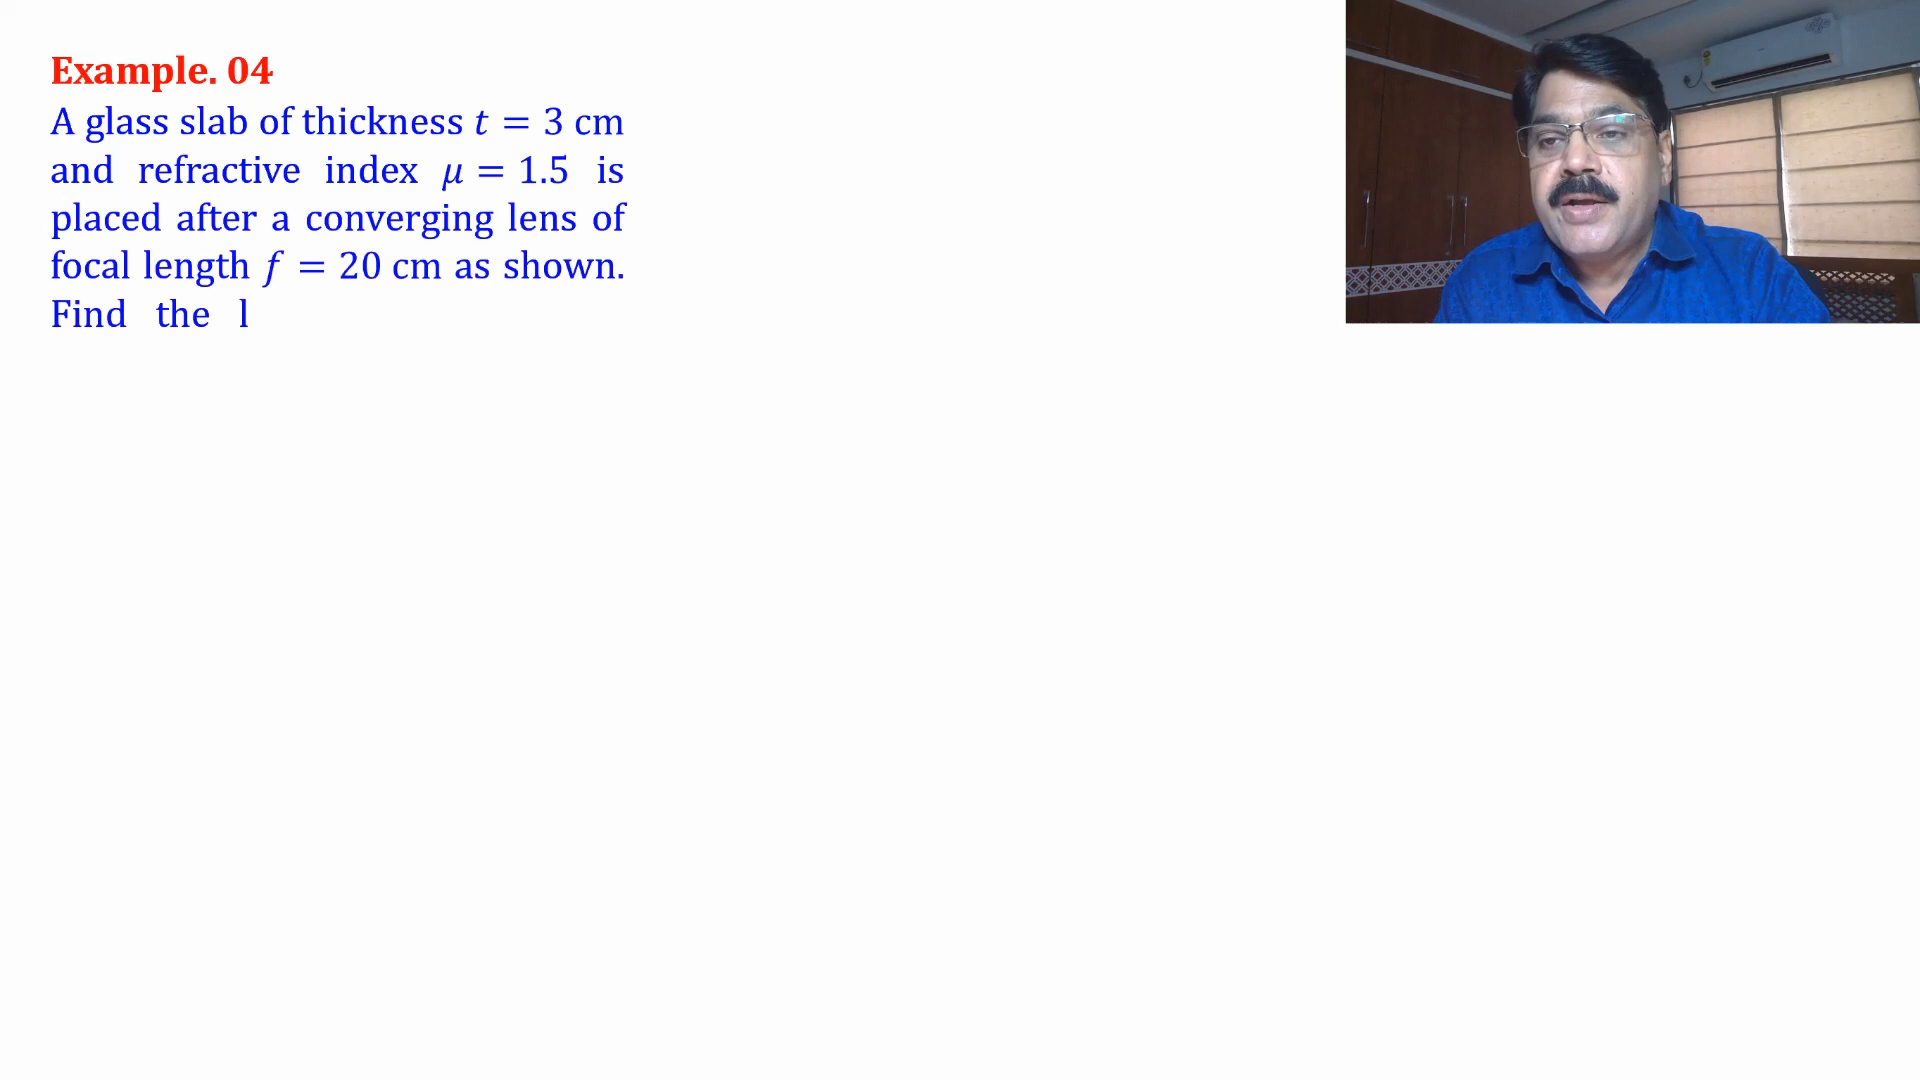 Example. 04
A glass slab of thickness t = 3 cm
and refractive index μ = 1.5 is
placed after a converging lens of
focal length f = 20 cm as shown.
Find the l